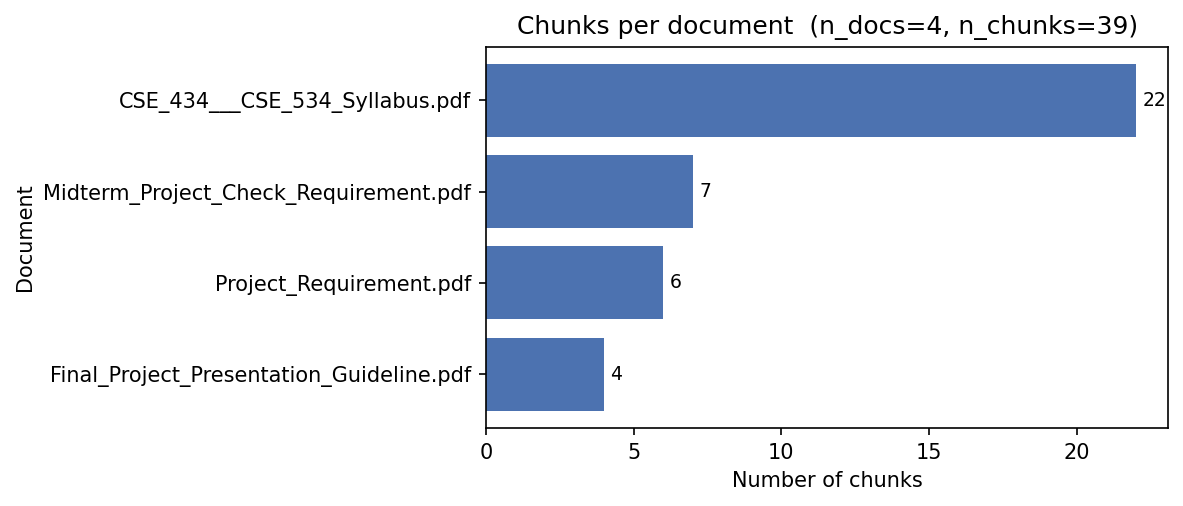 Chunks per document  (n_docs=4, n_chunks=39)
Document
CSE_434___CSE_534_Syllabus.pdf 22
Midterm_Project_Check_Requirement.pdf 7
Project_Requirement.pdf 6
Final_Project_Presentation_Guideline.pdf 4
0 5 10 15 20
Number of chunks